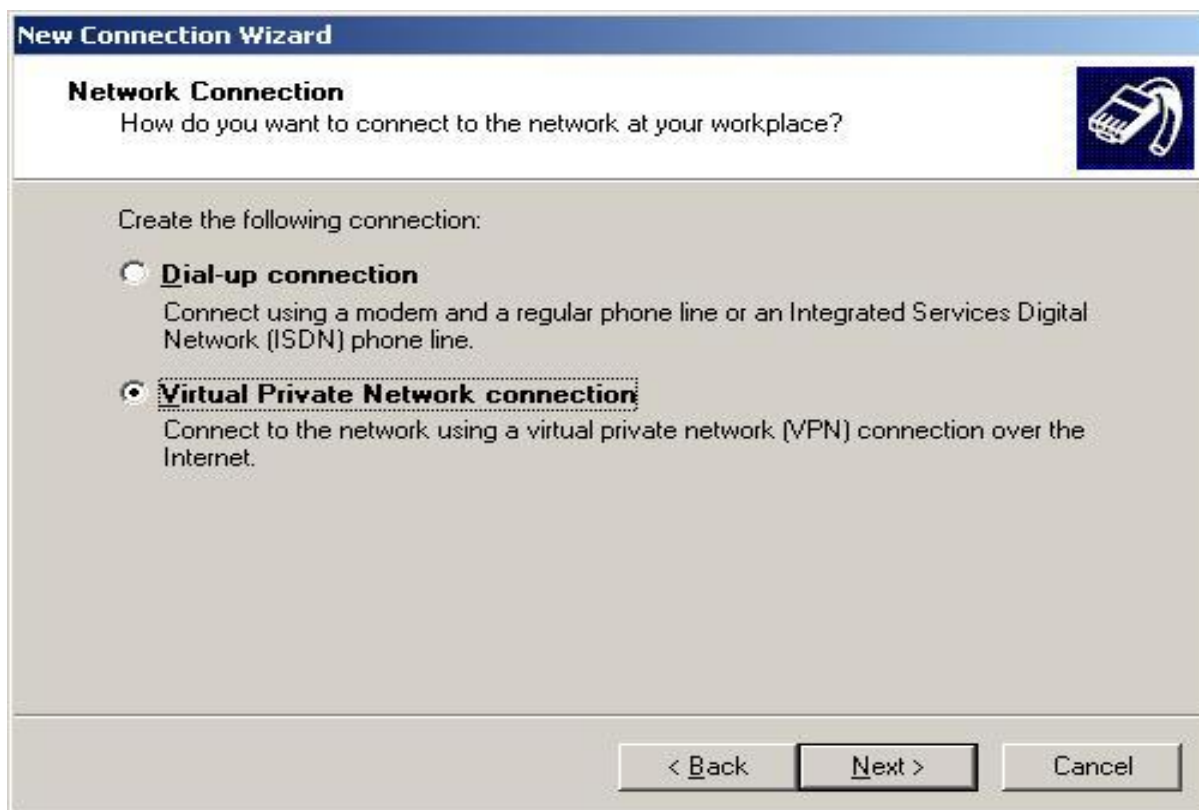 New Connection Wizard
Network Connection
How do you want to connect to the network at your workplace?
Create the following connection:
Dial-up connection
Connect using a modem and a regular phone line or an Integrated Services Digital
Network (ISDN) phone line.
Virtual Private Network connection
Connect to the network using a virtual private network (VPN) connection over the
Internet.
< Back
Next >
Cancel